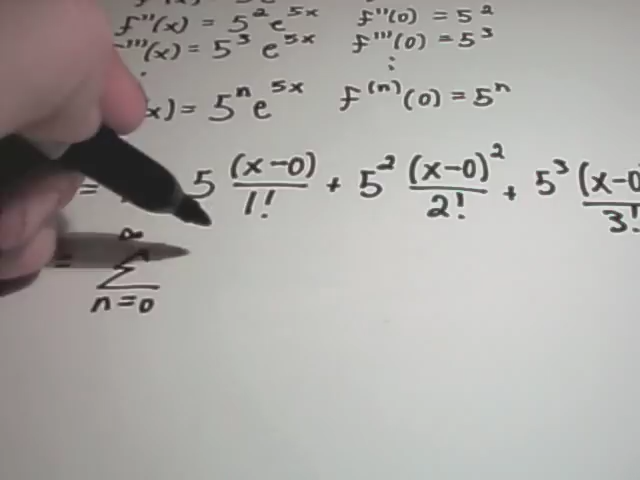 f''(x) = 5² e^{5x} f''(0) = 5²
'''(x) = 5³ e^{5x} f'''(0) = 5³
⋮ ⋮
(x) = 5ⁿ e^{5x} f⁽ⁿ⁾(0) = 5ⁿ
= 5 (x-0)/1! + 5² (x-0)²/2! + 5³ (x-0/3!
= ∞∑n=0